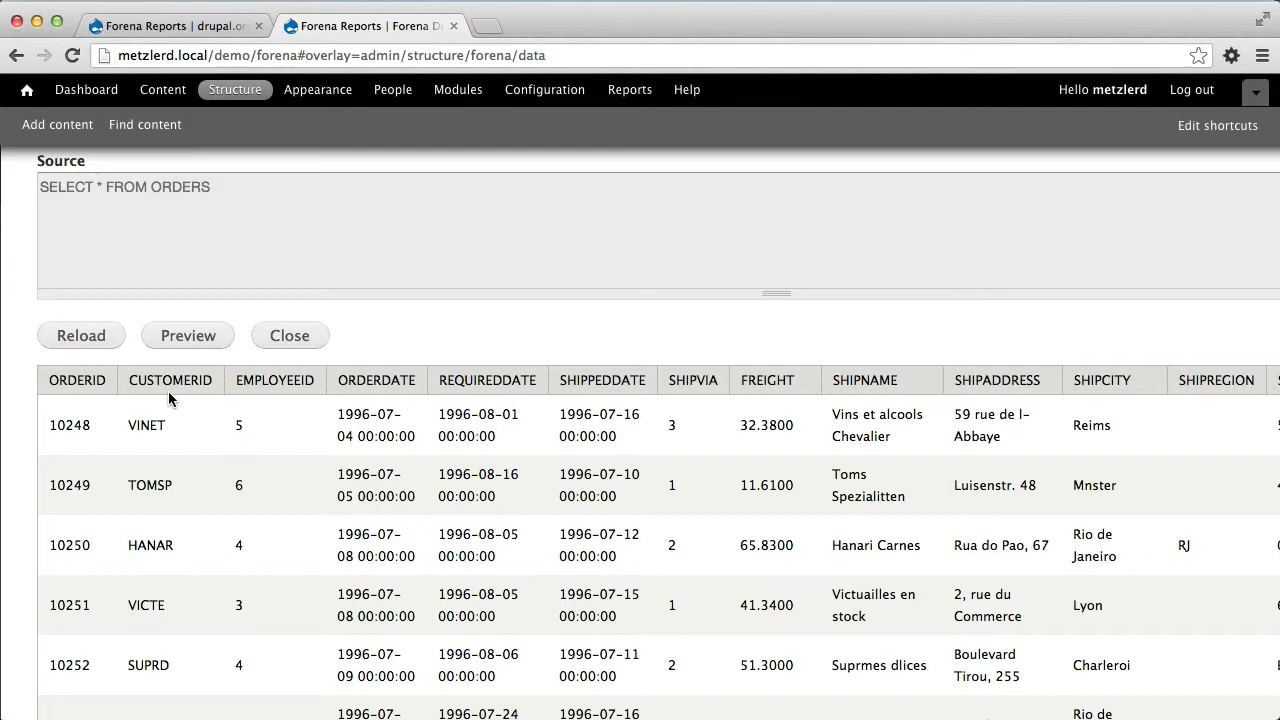 Forena Reports | drupal.or
Forena Reports | Forena D
metzlerd.local/demo/forena#overlay=admin/structure/forena/data
Dashboard Content Structure Appearance People Modules Configuration Reports Help Hello metzlerd Log out
Add content Find content Edit shortcuts
Source
SELECT * FROM ORDERS
Reload Preview Close
ORDERID CUSTOMERID EMPLOYEEID ORDERDATE REQUIREDDATE SHIPPEDDATE SHIPVIA FREIGHT SHIPNAME SHIPADDRESS SHIPCITY SHIPREGION
10248 VINET 5 1996-07-04 00:00:00 1996-08-01 00:00:00 1996-07-16 00:00:00 3 32.3800 Vins et alcools Chevalier 59 rue de l-Abbaye Reims
10249 TOMSP 6 1996-07-05 00:00:00 1996-08-16 00:00:00 1996-07-10 00:00:00 1 11.6100 Toms Spezialitten Luisenstr. 48 Mnster
10250 HANAR 4 1996-07-08 00:00:00 1996-08-05 00:00:00 1996-07-12 00:00:00 2 65.8300 Hanari Carnes Rua do Pao, 67 Rio de Janeiro RJ
10251 VICTE 3 1996-07-08 00:00:00 1996-08-05 00:00:00 1996-07-15 00:00:00 1 41.3400 Victuailles en stock 2, rue du Commerce Lyon
10252 SUPRD 4 1996-07-09 00:00:00 1996-08-06 00:00:00 1996-07-11 00:00:00 2 51.3000 Suprmes dlices Boulevard Tirou, 255 Charleroi
1996-07- 1996-07-24 1996-07-16 Rio de